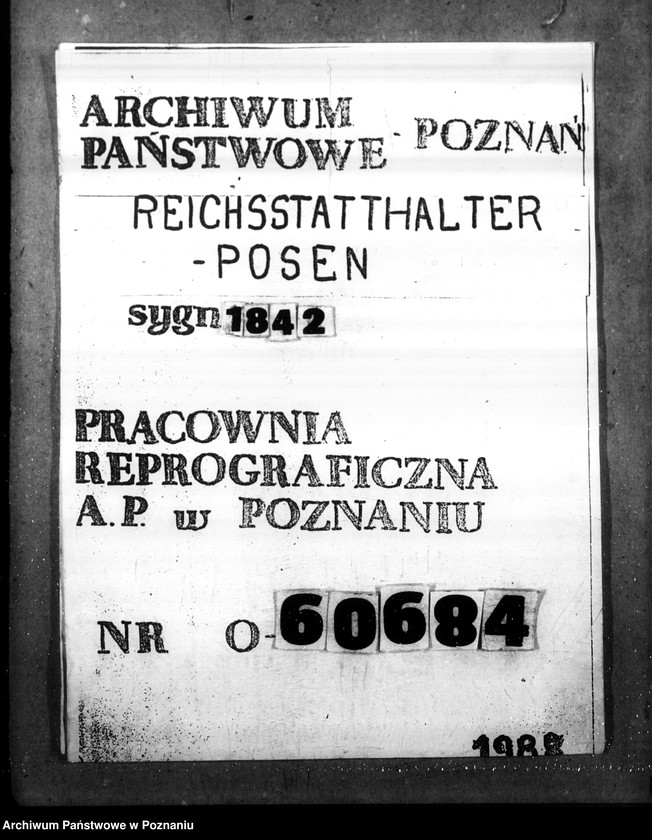 ARCHIWUM
PAŃSTWOWE - POZNAŃ
REICHSSTATTHALTER
-POSEN
sygn 1842
PRACOWNIA
REPROGRAFICZNA
A.P. w POZNANIU
NR O-60684
Archiwum Państwowe w Poznaniu